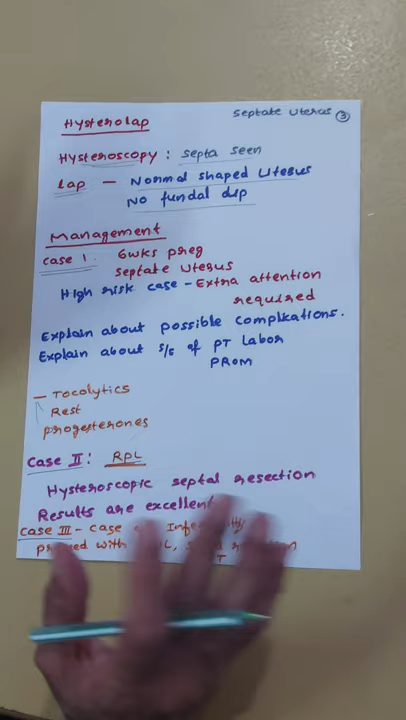 Septate Uterus ③
Hysterolap
Hysteroscopy : septa seen
Lap — Normal shaped Uterus
No fundal dip
Management
Case 1. 6wks preg
septate Uterus
High risk case - Extra attention
required
Explain about possible complications.
Explain about s/s of PT Labor
PROM
— Tocolytics
Rest
progesterones
Case II : RPL
Hysteroscopic septal resection
Results are excellent
Case III - case
with